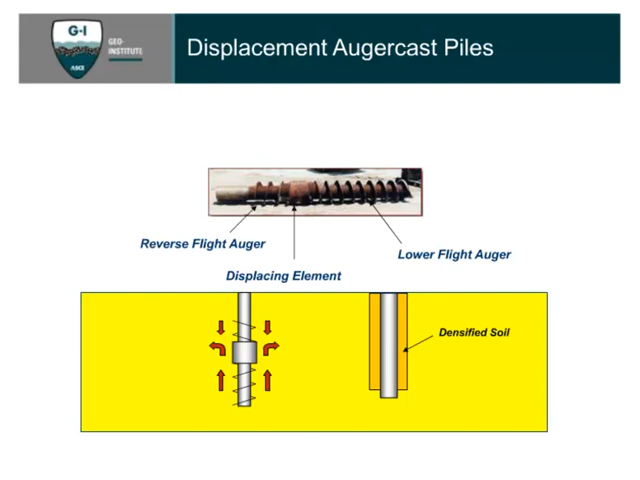 G-I
GEO-
INSTITUTE
ASCE
Displacement Augercast Piles
Reverse Flight Auger
Lower Flight Auger
Displacing Element
Densified Soil